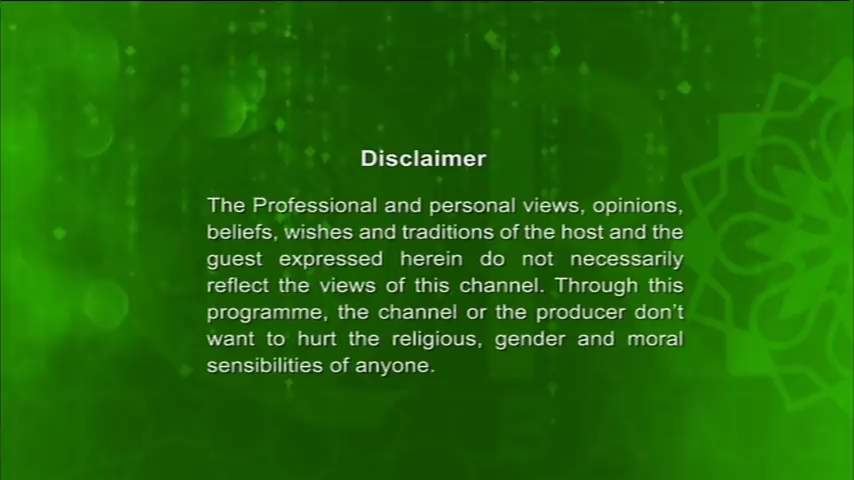 Disclaimer
The Professional and personal views, opinions,
beliefs, wishes and traditions of the host and the
guest expressed herein do not necessarily
reflect the views of this channel. Through this
programme, the channel or the producer don't
want to hurt the religious, gender and moral
sensibilities of anyone.